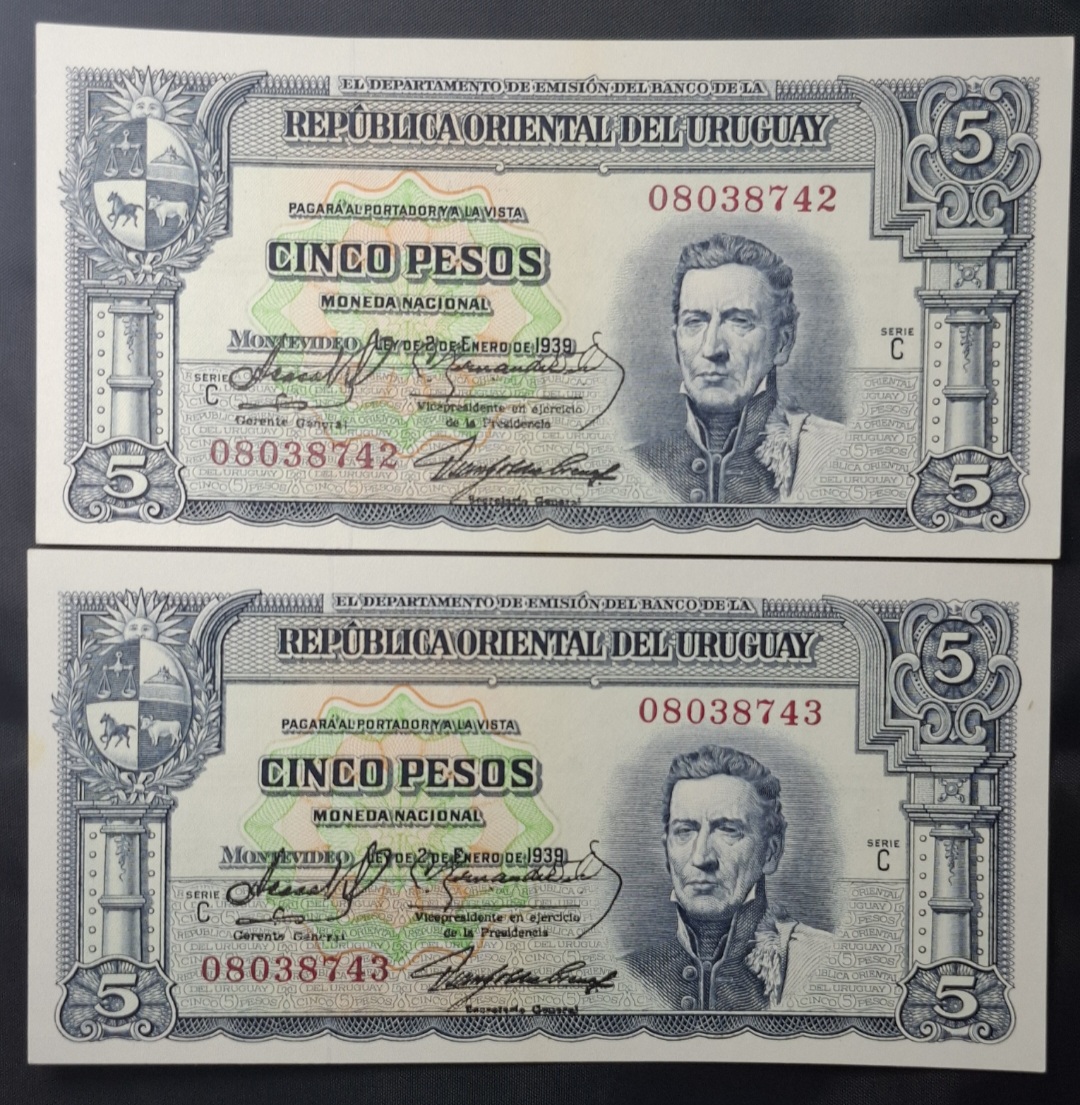 EL DEPARTAMENTO DE EMISIÓN DEL BANCO DE LA
REPÚBLICA ORIENTAL DEL URUGUAY
5
08038742
PAGARÁ AL PORTADOR Y A LA VISTA
CINCO PESOS
MONEDA NACIONAL
MONTEVIDEO, LEY DE 2 DE ENERO DE 1939
SERIE
C
SERIE
C
Gerente General
Vicepresidente en ejercicio
de la Presidencia
08038742
Secretario General
5
5
EL DEPARTAMENTO DE EMISIÓN DEL BANCO DE LA
REPÚBLICA ORIENTAL DEL URUGUAY
5
08038743
PAGARÁ AL PORTADOR Y A LA VISTA
CINCO PESOS
MONEDA NACIONAL
MONTEVIDEO, LEY DE 2 DE ENERO DE 1939
SERIE
C
SERIE
C
Gerente General
Vicepresidente en ejercicio
de la Presidencia
08038743
Secretario General
5
5